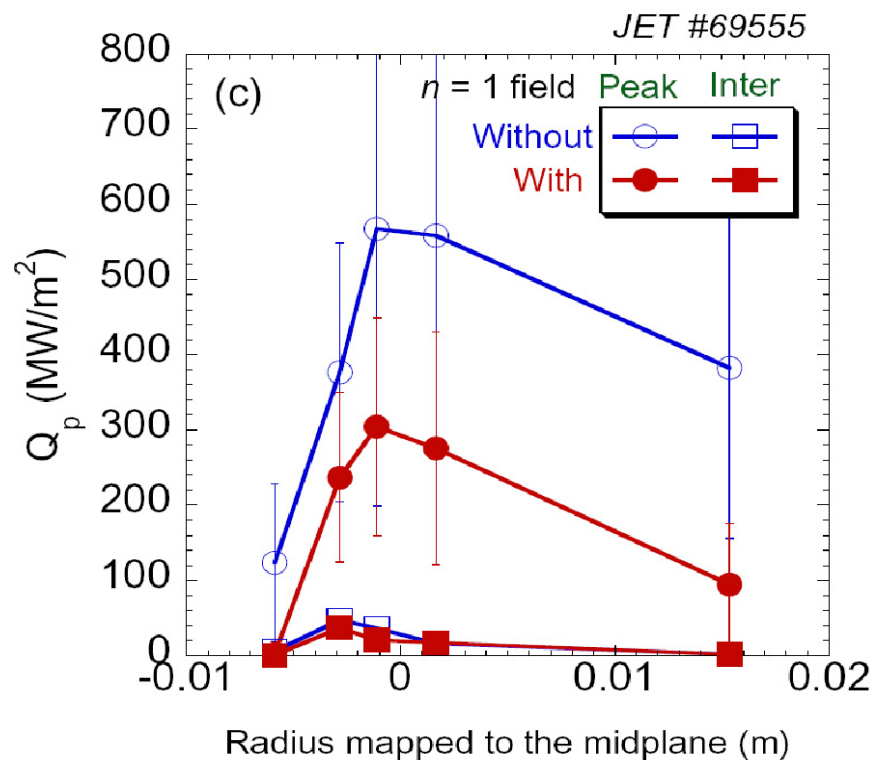 JET #69555
800
700
600
500
400
300
200
100
0
Q_p (MW/m²)
(c)
n = 1 field Peak Inter
Without
With
-0.01 0 0.01 0.02
Radius mapped to the midplane (m)